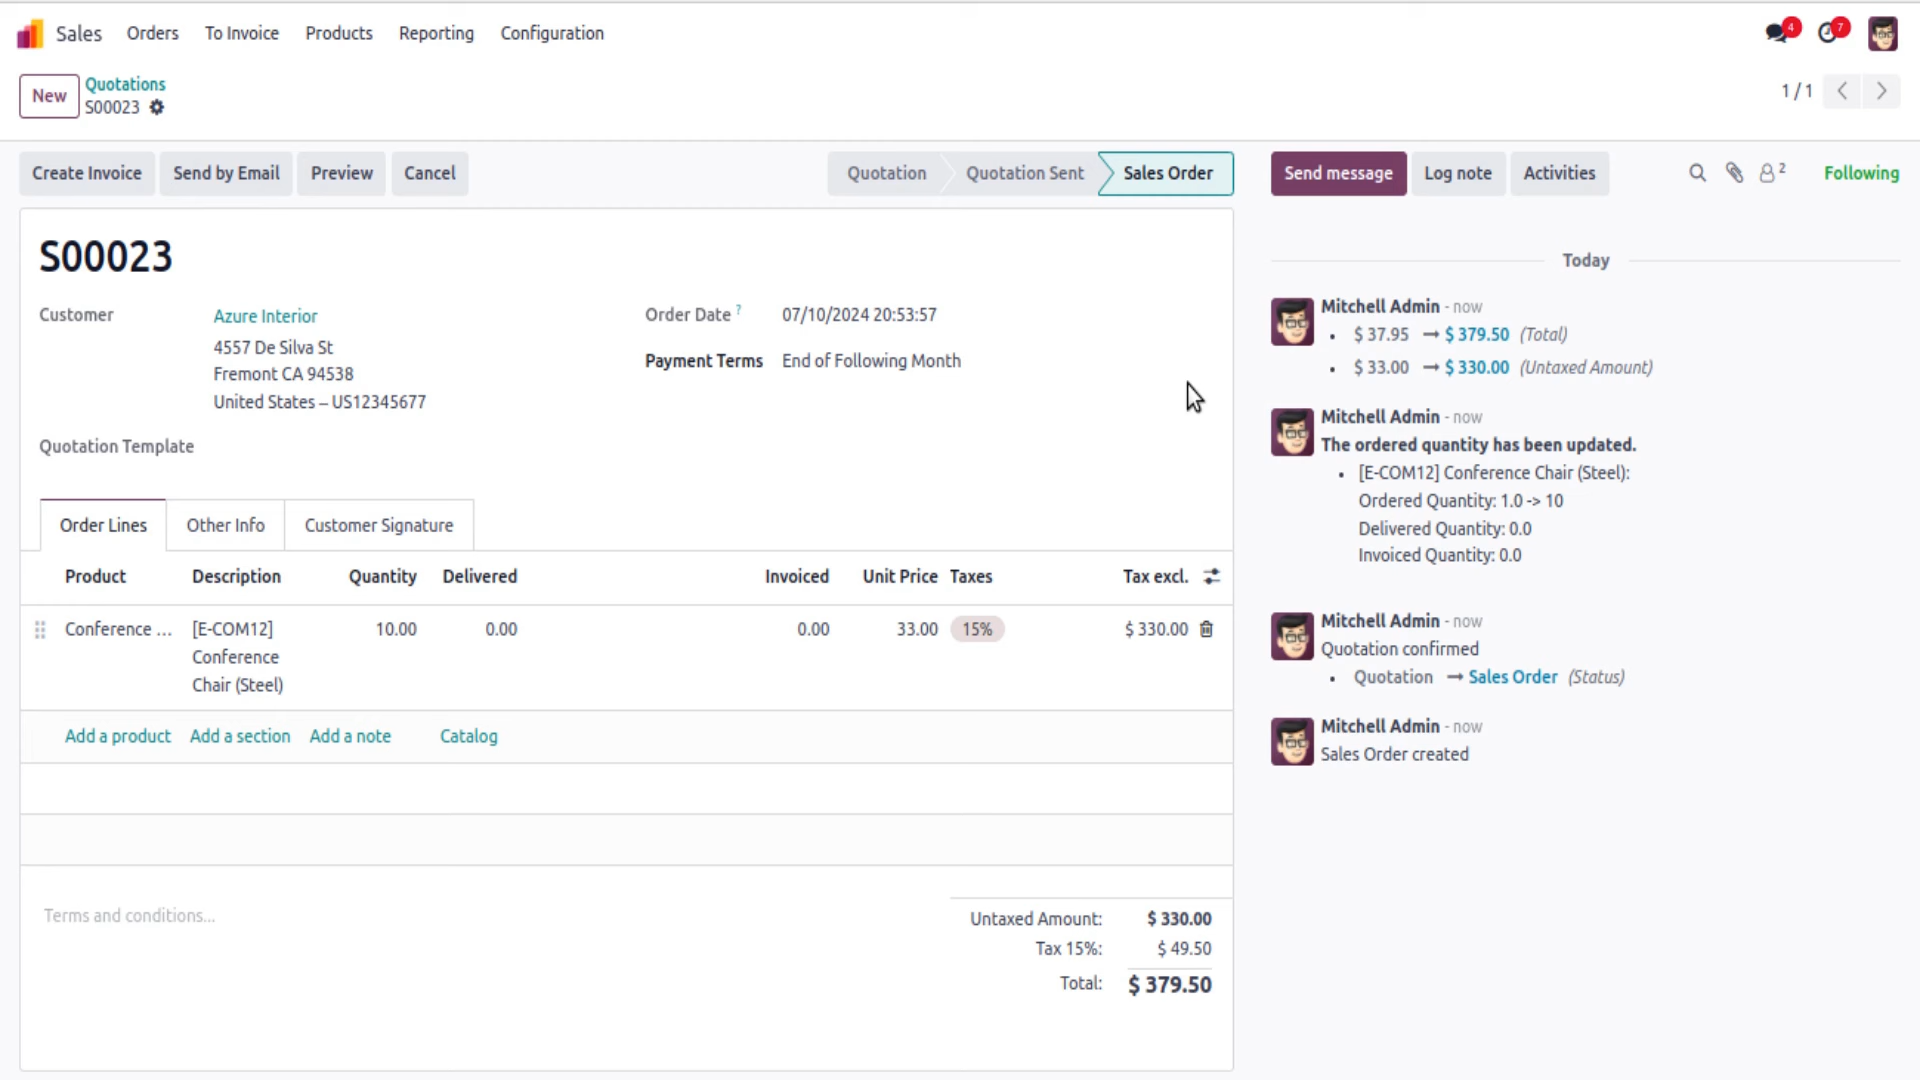 Sales Orders To Invoice Products Reporting Configuration 4 7
New Quotations
S00023
1 / 1
Create Invoice Send by Email Preview Cancel Quotation Quotation Sent Sales Order
Send message Log note Activities 2 Following
S00023
Customer Azure Interior
4557 De Silva St
Fremont CA 94538
United States – US12345677
Order Date ? 07/10/2024 20:53:57
Payment Terms End of Following Month
Quotation Template
Order Lines Other Info Customer Signature
Product Description Quantity Delivered Invoiced Unit Price Taxes Tax excl.
Conference ... [E-COM12] 10.00 0.00 0.00 33.00 15% $ 330.00
Conference
Chair (Steel)
Add a product Add a section Add a note Catalog
Terms and conditions...
Untaxed Amount: $ 330.00
Tax 15%: $ 49.50
Total: $ 379.50
Today
Mitchell Admin - now
• $ 37.95 → $ 379.50 (Total)
• $ 33.00 → $ 330.00 (Untaxed Amount)
Mitchell Admin - now
The ordered quantity has been updated.
• [E-COM12] Conference Chair (Steel):
Ordered Quantity: 1.0 -> 10
Delivered Quantity: 0.0
Invoiced Quantity: 0.0
Mitchell Admin - now
Quotation confirmed
• Quotation → Sales Order (Status)
Mitchell Admin - now
Sales Order created